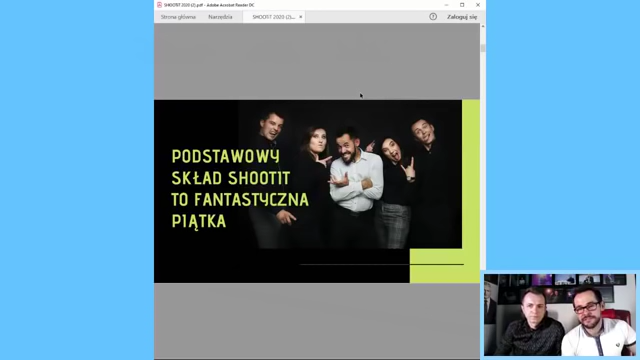 SHOOTIT 2020 (2).pdf - Adobe Acrobat Reader DC
Strona główna Narzędzia SHOOTIT 2020 (2)... × ? Zaloguj się
PODSTAWOWY
SKŁAD SHOOTIT
TO FANTASTYCZNA
PIĄTKA